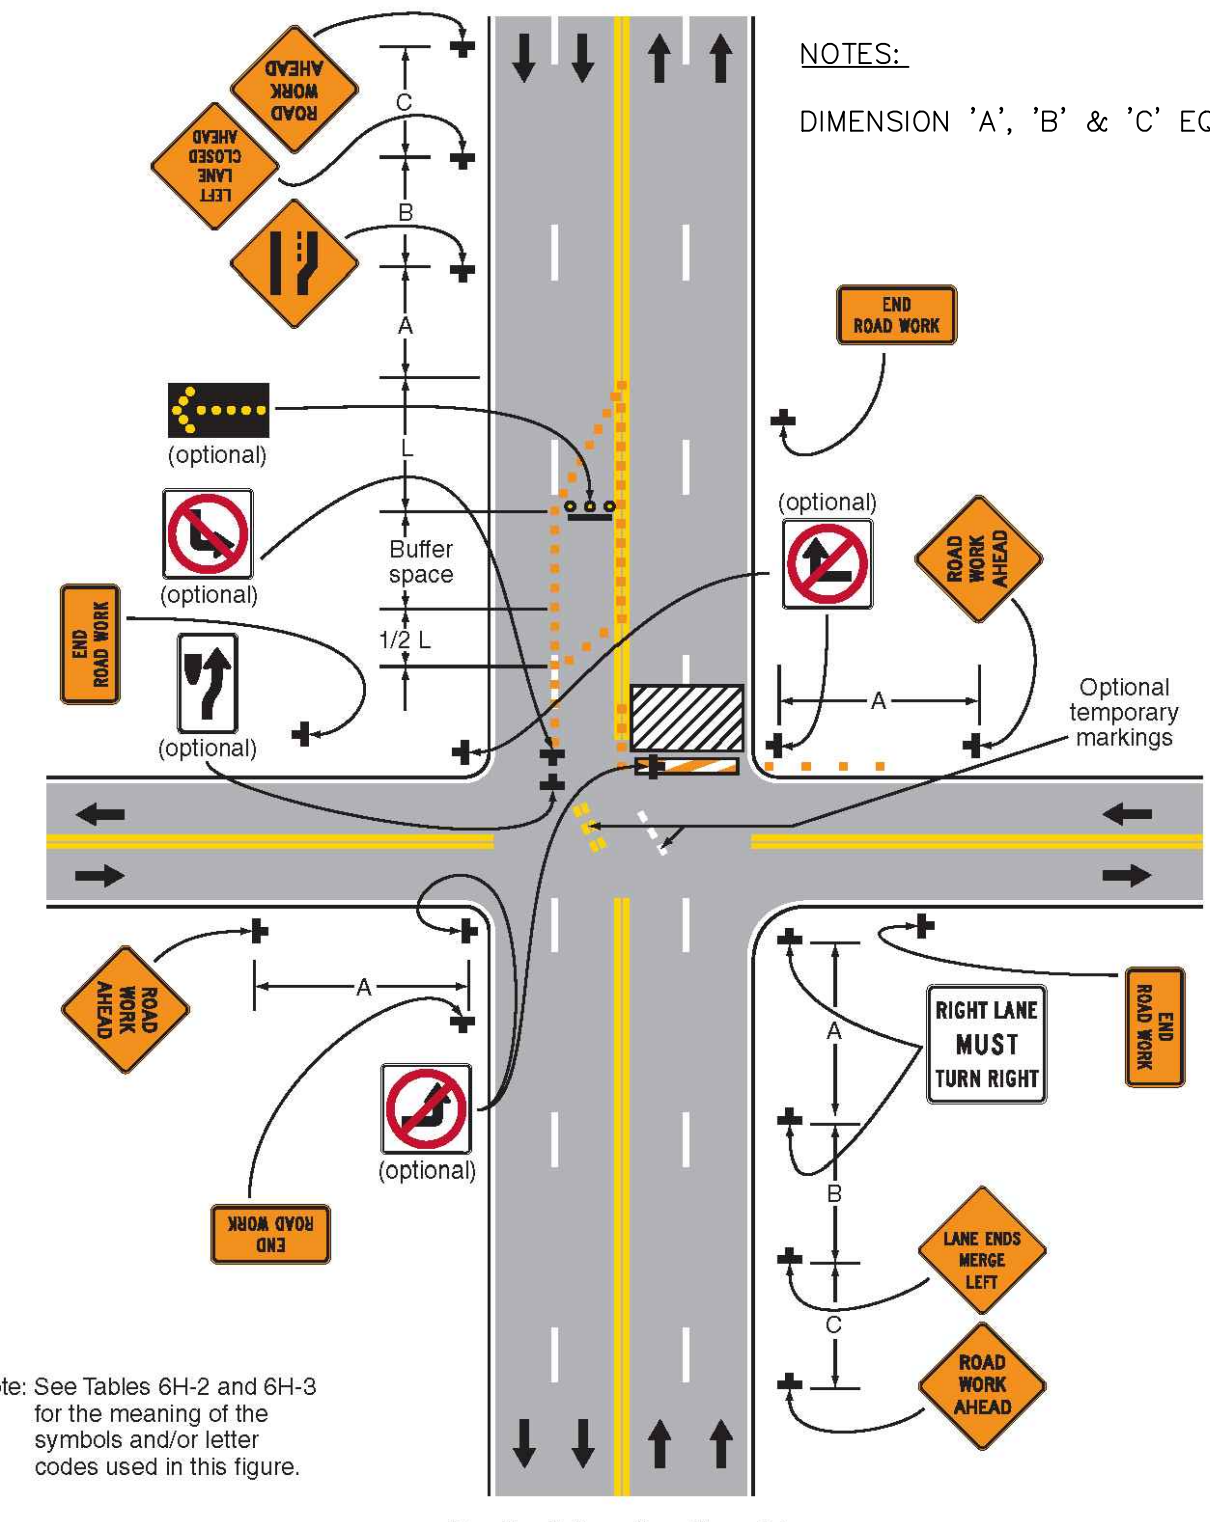 NOTES:
DIMENSION 'A', 'B' & 'C'
ROAD
WORK
AHEAD
C
LEFT
LANE
CLOSED
AHEAD
B
A
END
ROAD WORK
(optional)
L
(optional)
ROAD
WORK
AHEAD
Buffer
space
(optional)
END
ROAD WORK
1/2 L
(optional)
A
Optional
temporary
markings
ROAD
WORK
AHEAD
A
A
RIGHT LANE
MUST
TURN RIGHT
END
ROAD WORK
(optional)
B
END
ROAD WORK
LANE ENDS
MERGE
LEFT
C
ROAD
WORK
AHEAD
See Tables 6H-2 and 6H-3
for the meaning of the
symbols and/or letter
codes used in this figure.